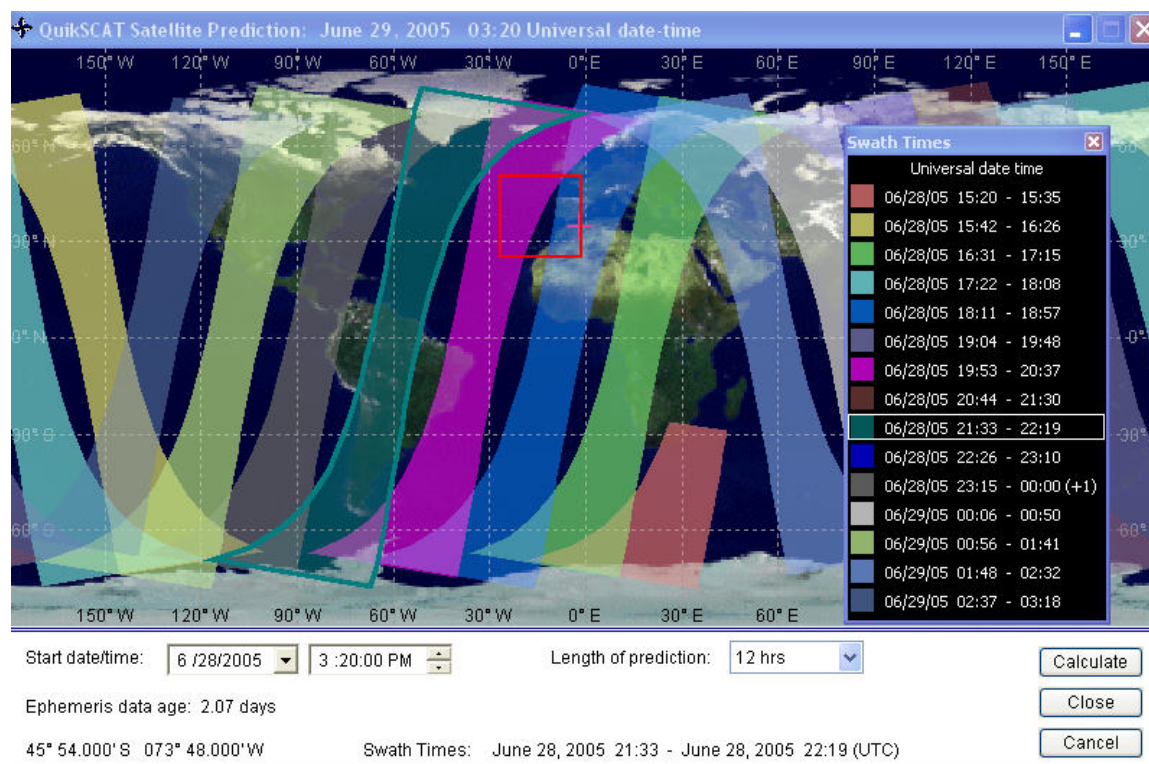 QuikSCAT Satellite Prediction: June 29, 2005 03:20 Universal date-time
150° W 120° W 90° W 60° W 30° W 0° E 30° E 60° E 90° E 120° E 150° E
Swath Times
60° N
Universal date time
06/28/05 15:20 - 15:35
06/28/05 15:42 - 16:26
30° N 30°
06/28/05 16:31 - 17:15
06/28/05 17:22 - 18:08
06/28/05 18:11 - 18:57
0° N 0°
06/28/05 19:04 - 19:48
06/28/05 19:53 - 20:37
06/28/05 20:44 - 21:30
06/28/05 21:33 - 22:19
30° S 30°
06/28/05 22:26 - 23:10
06/28/05 23:15 - 00:00 (+1)
06/29/05 00:06 - 00:50
60° S 60°
06/29/05 00:56 - 01:41
06/29/05 01:48 - 02:32
06/29/05 02:37 - 03:18
150° W 120° W 90° W 60° W 30° W 0° E 30° E 60° E
Start date/time: 6 /28/2005 3 :20:00 PM Length of prediction: 12 hrs Calculate
Ephemeris data age: 2.07 days Close
45° 54.000' S 073° 48.000' W Swath Times: June 28, 2005 21:33 - June 28, 2005 22:19 (UTC) Cancel